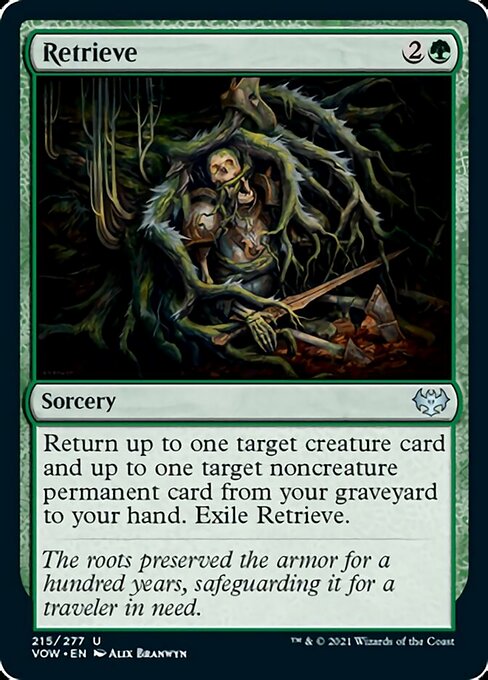 Retrieve 2
Sorcery
Return up to one target creature card
and up to one target noncreature
permanent card from your graveyard
to your hand. Exile Retrieve.
The roots preserved the armor for a
hundred years, safeguarding it for a
traveler in need.
215/277 U
VOW • EN Alix Branwyn
™ & © 2021 Wizards of the Coast